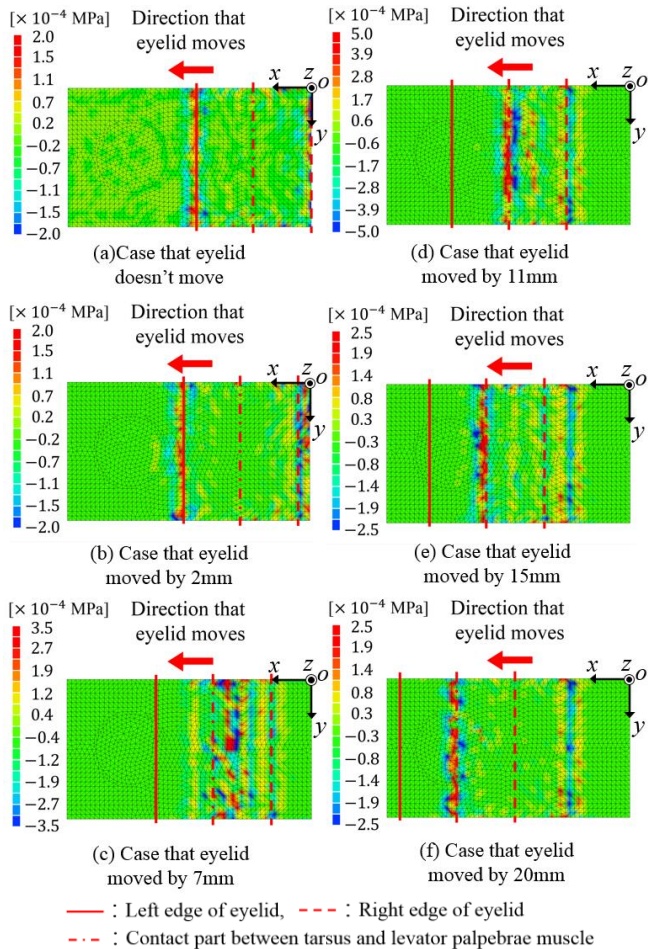 [× 10⁻⁴ MPa]
Direction that
eyelid moves
2.0
1.5
1.1
0.7
0.2
−0.2
−0.7
−1.1
−1.5
−2.0
x
z
o
y
(a)Case that eyelid
doesn't move
[× 10⁻⁴ MPa]
Direction that
eyelid moves
5.0
3.9
2.8
1.7
0.6
−0.6
−1.7
−2.8
−3.9
−5.0
x
z
o
y
(d) Case that eyelid
moved by 11mm
[× 10⁻⁴ MPa]
Direction that
eyelid moves
2.0
1.5
1.1
0.7
0.2
−0.2
−0.7
−1.1
−1.5
−2.0
x
z
o
y
(b) Case that eyelid
moved by 2mm
[× 10⁻⁴ MPa]
Direction that
eyelid moves
2.5
1.9
1.4
0.8
0.3
−0.3
−0.8
−1.4
−1.9
−2.5
x
z
o
y
(e) Case that eyelid
moved by 15mm
[× 10⁻⁴ MPa]
Direction that
eyelid moves
3.5
2.7
1.9
1.2
0.4
−0.4
−1.2
−1.9
−2.7
−3.5
x
z
o
y
(c) Case that eyelid
moved by 7mm
[× 10⁻⁴ MPa]
Direction that
eyelid moves
2.5
1.9
1.4
0.8
0.3
−0.3
−0.8
−1.4
−1.9
−2.5
x
z
o
y
(f) Case that eyelid
moved by 20mm
: Left edge of eyelid, : Right edge of eyelid
: Contact part between tarsus and levator palpebrae muscle